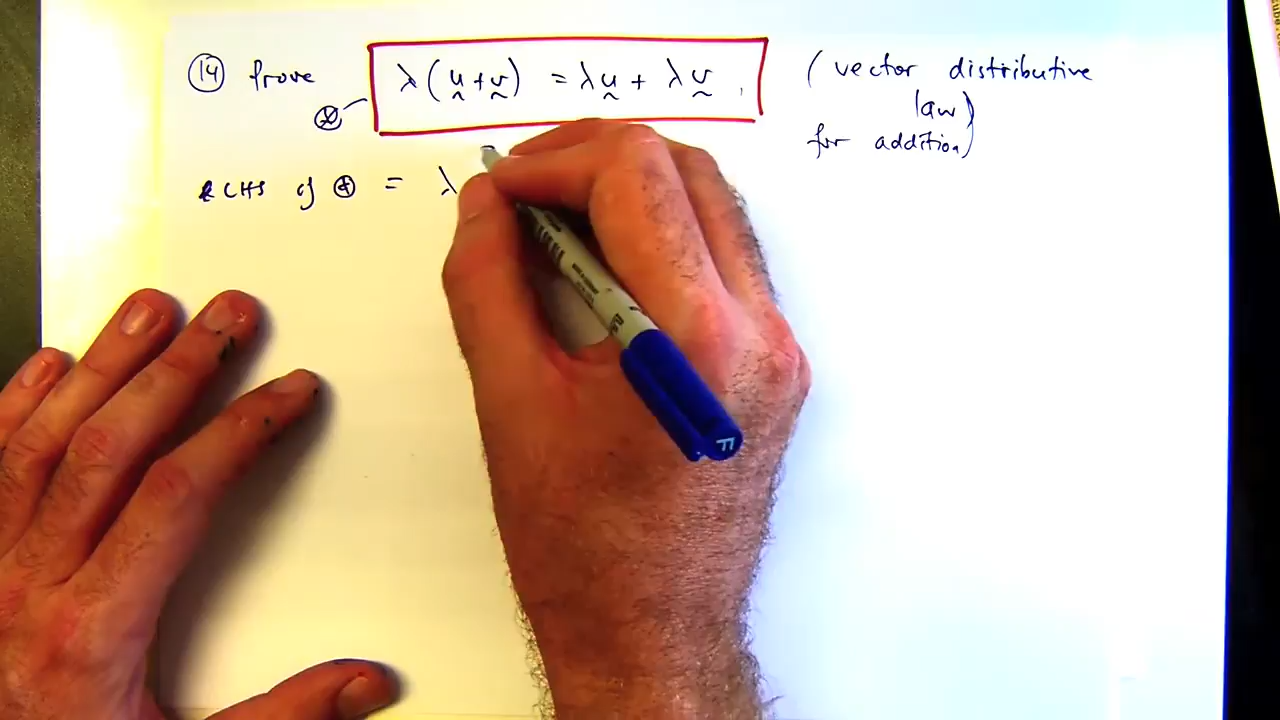 (14) Prove λ(u+v) = λu + λv, (vector distributive
law)
for addition)
LHS of ⊛ = λ
F